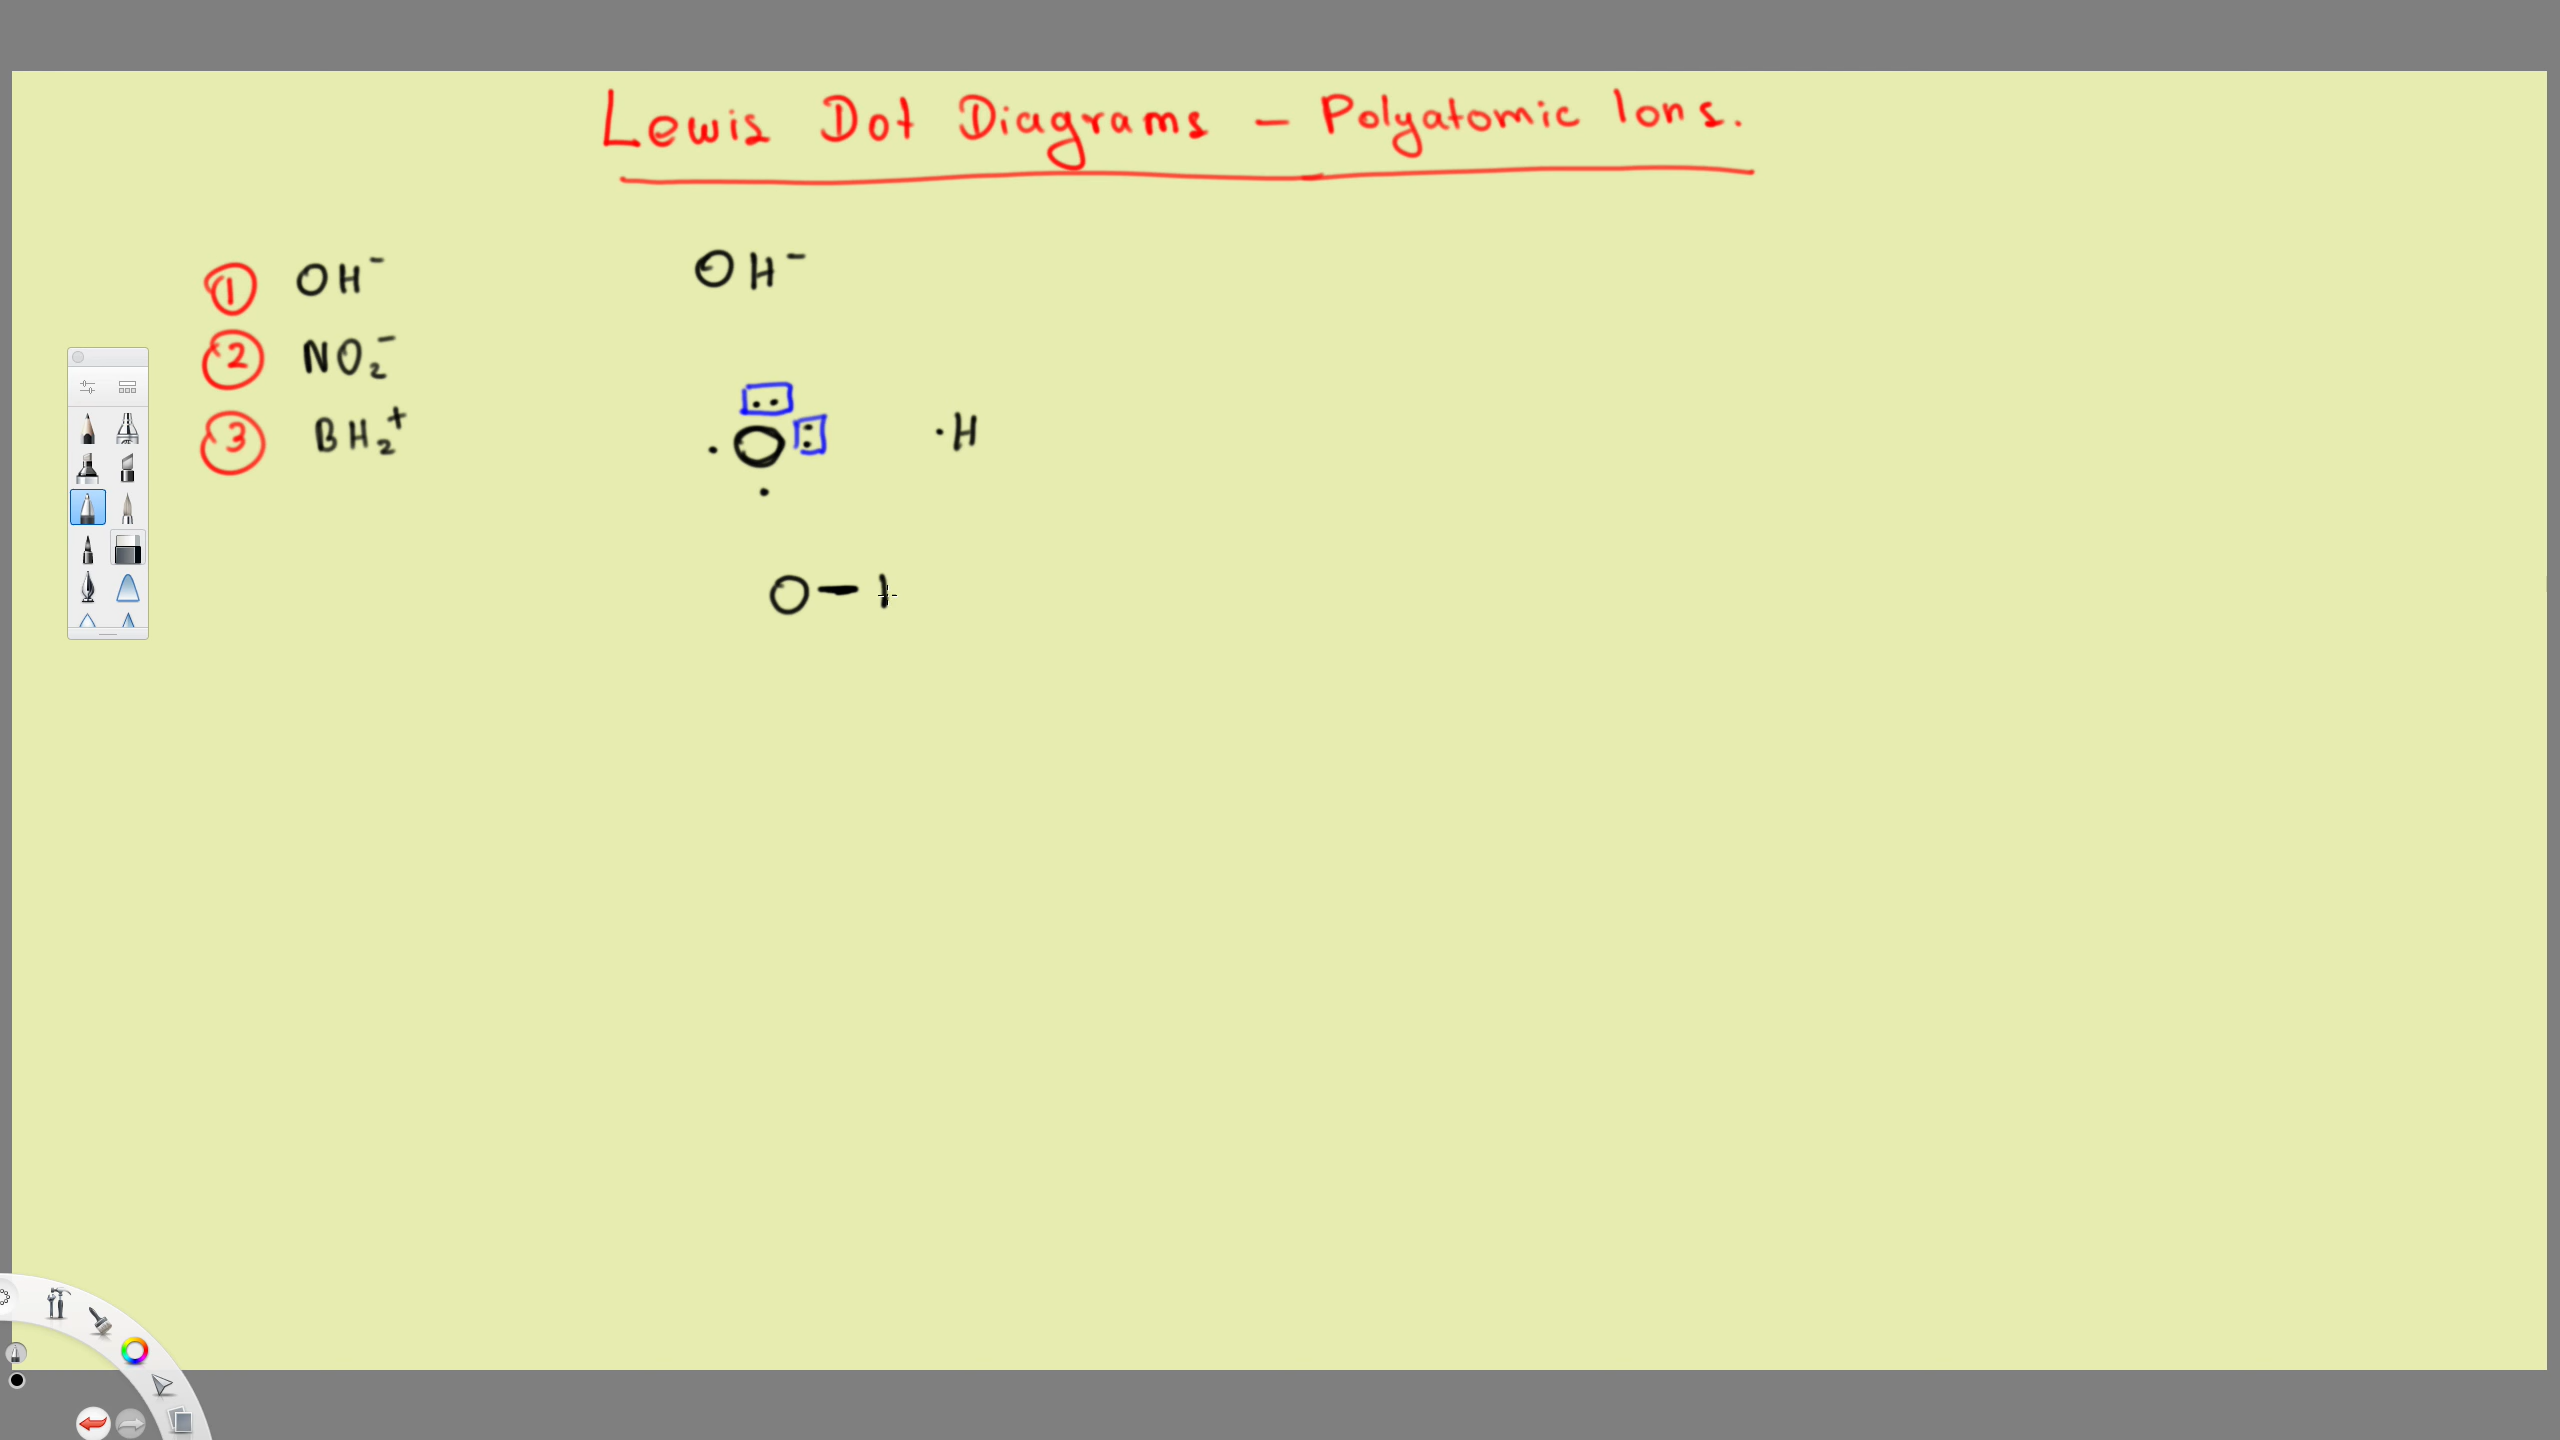 Lewis Dot Diagrams - Polyatomic Ions.
① OH⁻
② NO₂⁻
③ BH₂⁺
OH⁻
O
·H
O-